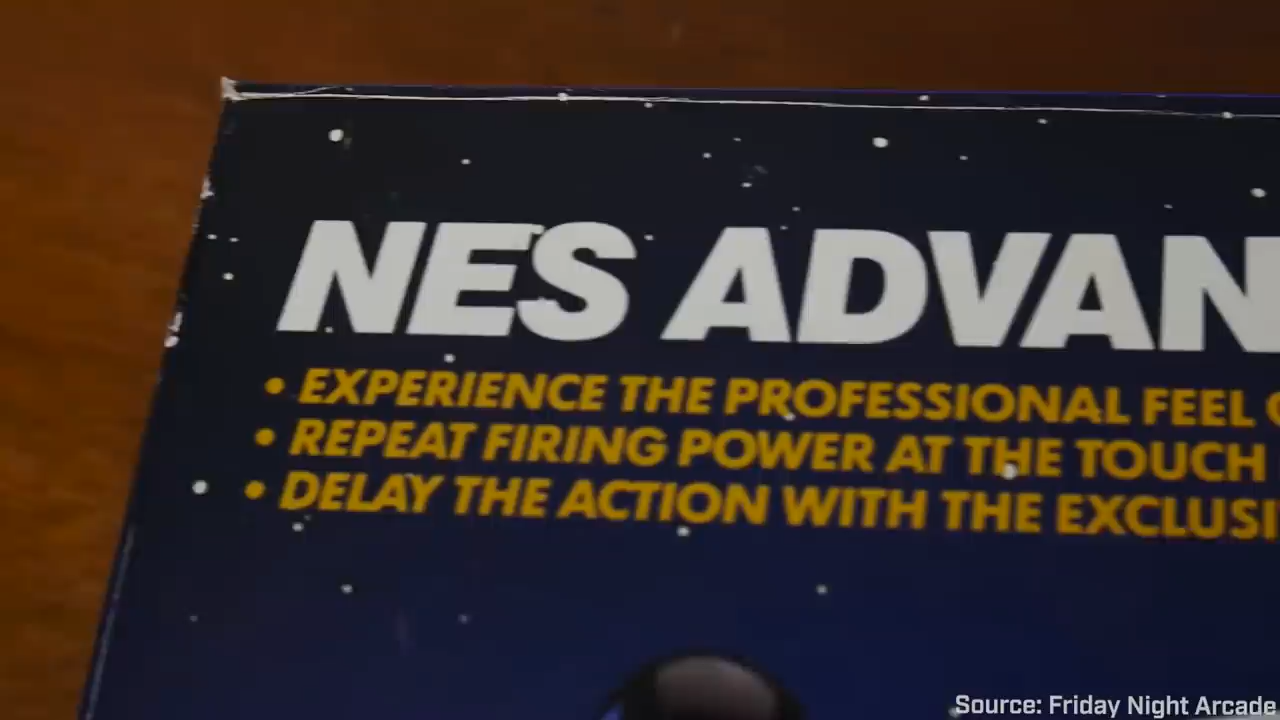 NES ADVAN
• EXPERIENCE THE PROFESSIONAL FEEL
• REPEAT FIRING POWER AT THE TOUCH
• DELAY THE ACTION WITH THE EXCLUSI
Source: Friday Night Arcade